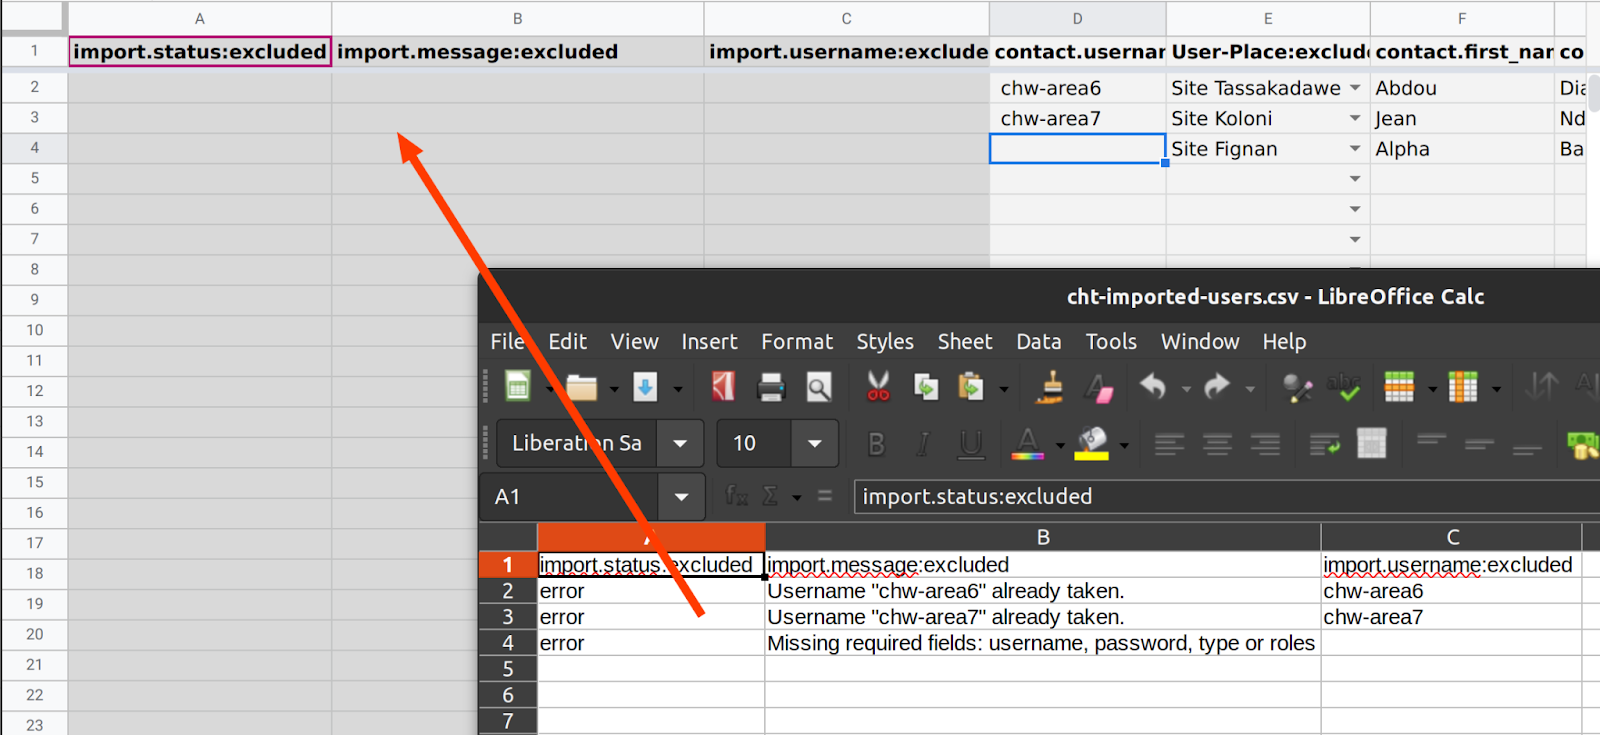 A B C D E F
1 import.status:excluded import.message:excluded import.username:exclude contact.usernar User-Place:exclude contact.first_nar co
2 chw-area6 Site Tassakadawe Abdou Dia
3 chw-area7 Site Koloni Jean Nd
4 Site Fignan Alpha Ba
5
6
7
8
9
10
11
12
13
14
15
16
17
18
19
20
21
22
23
cht-imported-users.csv - LibreOffice Calc
File Edit View Insert Format Styles Sheet Data Tools Window Help
Liberation Sa 10 B I U A
A1 fx Σ = import.status:excluded
A B C
1 import.status:excluded import.message:excluded import.username:excluded
2 error Username "chw-area6" already taken. chw-area6
3 error Username "chw-area7" already taken. chw-area7
4 error Missing required fields: username, password, type or roles
5
6
7